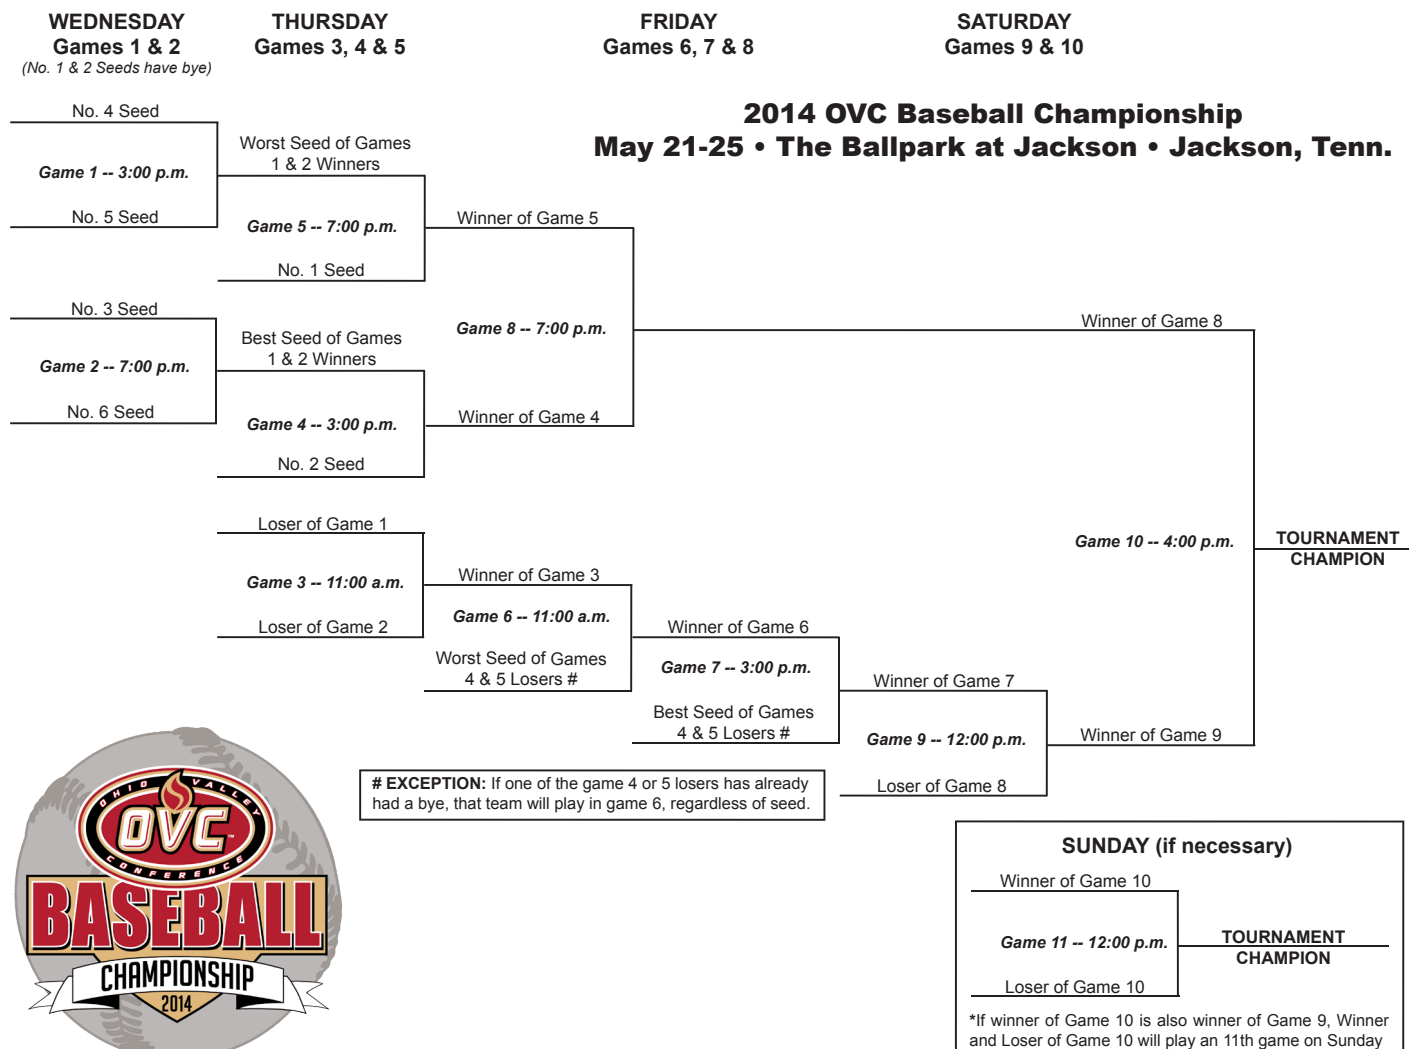 WEDNESDAY
Games 1 & 2
(No. 1 & 2 Seeds have bye)
THURSDAY
Games 3, 4 & 5
FRIDAY
Games 6, 7 & 8
SATURDAY
Games 9 & 10
2014 OVC Baseball Championship
May 21-25 • The Ballpark at Jackson • Jackson, Tenn.
No. 4 Seed
Game 1 -- 3:00 p.m.
No. 5 Seed
No. 3 Seed
Game 2 -- 7:00 p.m.
No. 6 Seed
Worst Seed of Games
1 & 2 Winners
Game 5 -- 7:00 p.m.
No. 1 Seed
Best Seed of Games
1 & 2 Winners
Game 4 -- 3:00 p.m.
No. 2 Seed
Loser of Game 1
Game 3 -- 11:00 a.m.
Loser of Game 2
Winner of Game 5
Game 8 -- 7:00 p.m.
Winner of Game 4
Winner of Game 3
Game 6 -- 11:00 a.m.
Worst Seed of Games
4 & 5 Losers #
Winner of Game 6
Game 7 -- 3:00 p.m.
Best Seed of Games
4 & 5 Losers #
Winner of Game 7
Game 9 -- 12:00 p.m.
Loser of Game 8
Winner of Game 8
Game 10 -- 4:00 p.m.
Winner of Game 9
TOURNAMENT
CHAMPION
# EXCEPTION: If one of the game 4 or 5 losers has already
had a bye, that team will play in game 6, regardless of seed.
OHIO VALLEY
OVC
TM
CONFERENCE
BASEBALL
CHAMPIONSHIP
2014
SUNDAY (if necessary)
Winner of Game 10
Game 11 -- 12:00 p.m.
Loser of Game 10
TOURNAMENT
CHAMPION
*If winner of Game 10 is also winner of Game 9, Winner
and Loser of Game 10 will play an 11th game on Sunday